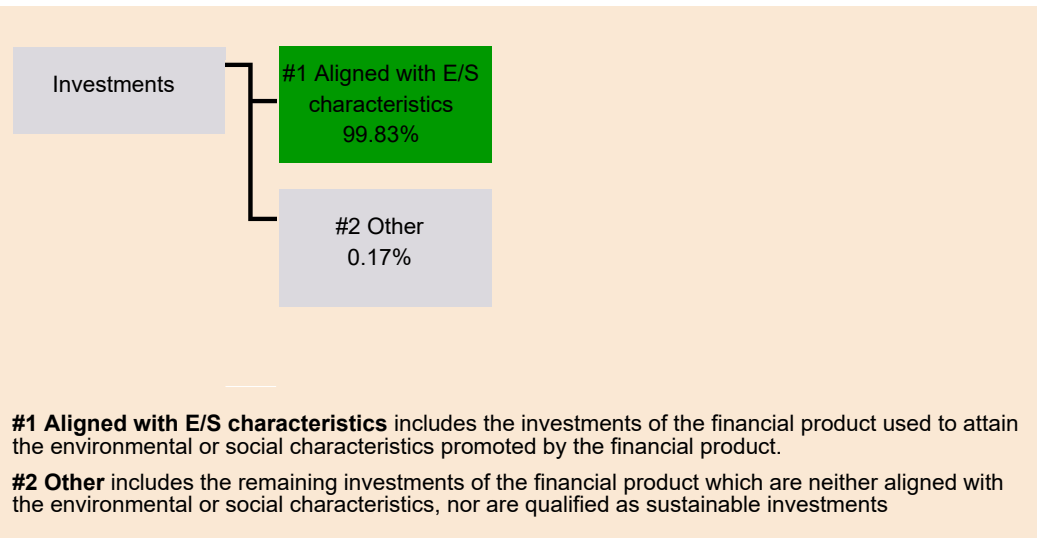 Investments
#1 Aligned with E/S
characteristics
99.83%
#2 Other
0.17%
#1 Aligned with E/S characteristics includes the investments of the financial product used to attain
the environmental or social characteristics promoted by the financial product.
#2 Other includes the remaining investments of the financial product which are neither aligned with
the environmental or social characteristics, nor are qualified as sustainable investments